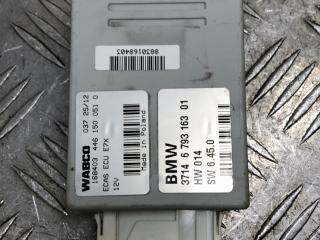 8830168403
WABCO 037 25/12
168403 446 150 051 0
ECAS ECU E7X
12V Made in Poland
BMW
3714 6 793 163 01
HW 014
SW 6.45.0